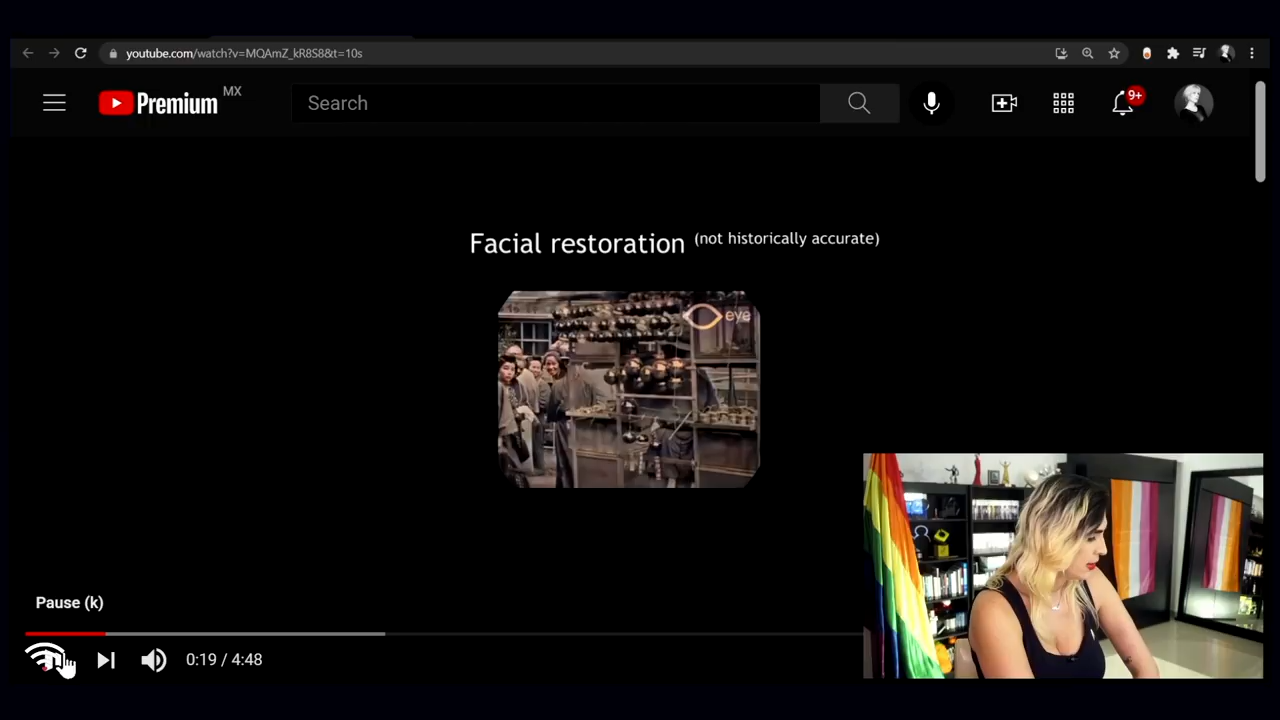 youtube.com/watch?v=MQAmZ_kR8S8&t=10s
Premium MX
Search
9+
Facial restoration (not historically accurate)
eye
Pause (k)
0:19 / 4:48